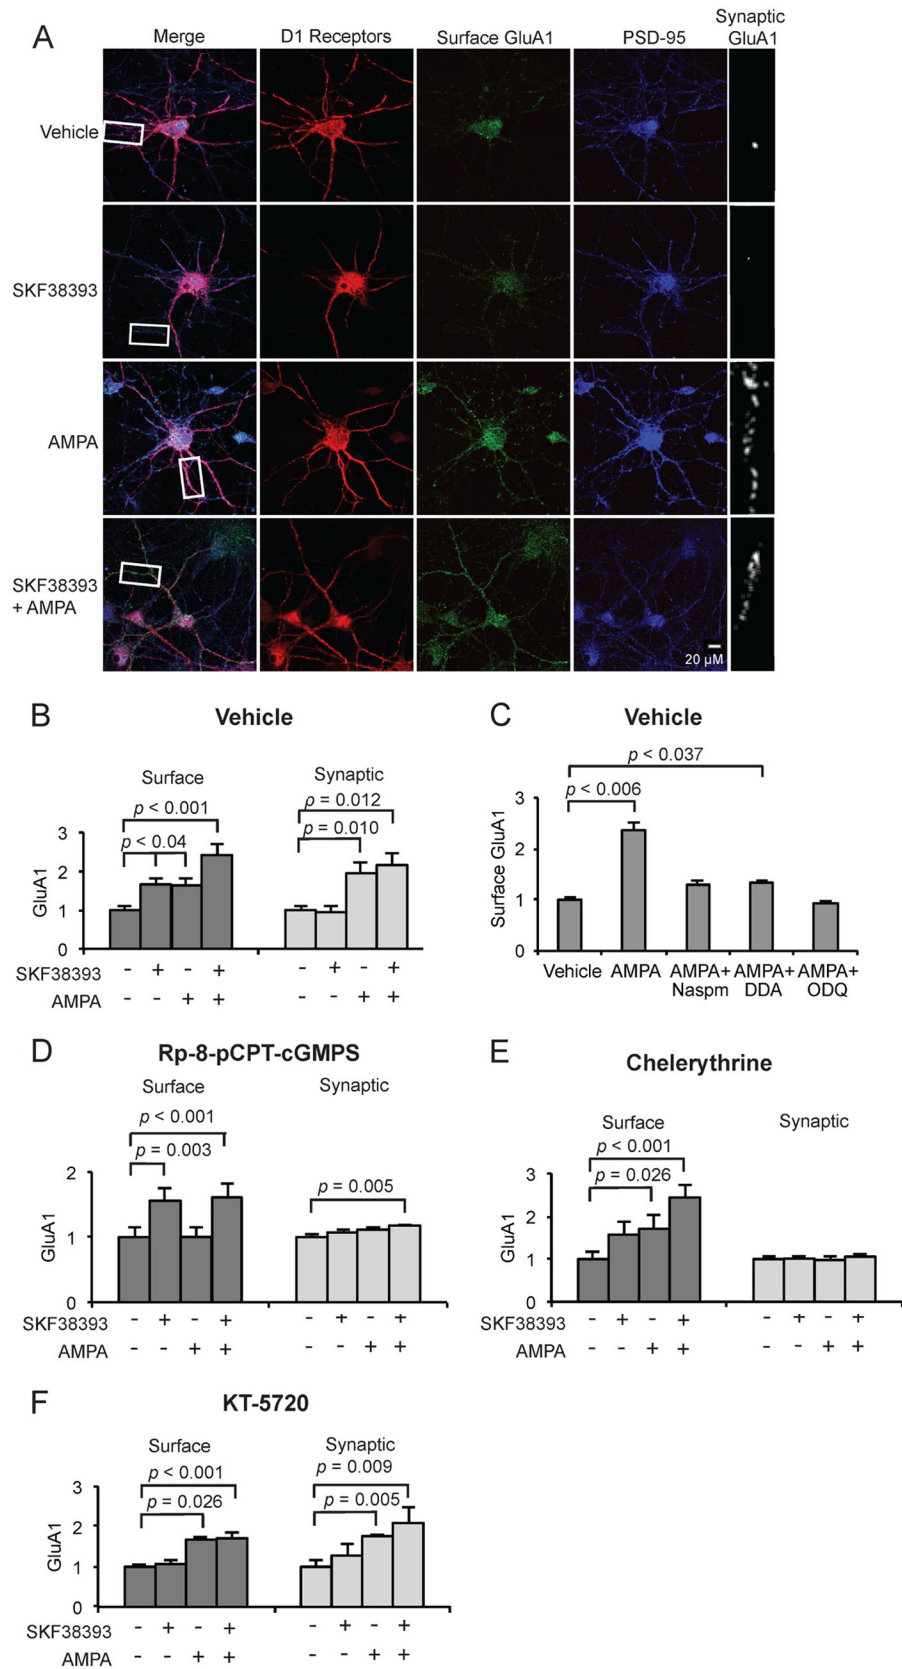 A
Merge
D1 Receptors
Surface GluA1
PSD-95
Synaptic
GluA1
Vehicle
SKF38393
AMPA
SKF38393
+ AMPA
20 µM
B
Vehicle
Surface
Synaptic
p < 0.001
p < 0.04
p = 0.012
p = 0.010
GluA1
3
2
1
0
SKF38393
- + - + - + - +
AMPA
- - + + - - + +
C
Vehicle
p < 0.037
p < 0.006
Surface GluA1
3
2
1
0
Vehicle AMPA AMPA+ AMPA+ AMPA+
Naspm DDA ODQ
D
Rp-8-pCPT-cGMPS
Surface
Synaptic
p < 0.001
p = 0.003
p = 0.005
GluA1
2
1
0
SKF38393
- + - + - + - +
AMPA
- - + + - - + +
E
Chelerythrine
Surface
Synaptic
p < 0.001
p = 0.026
GluA1
3
2
1
0
SKF38393
- + - + - + - +
AMPA
- - + + - - + +
F
KT-5720
Surface
Synaptic
p < 0.001
p = 0.026
p = 0.009
p = 0.005
GluA1
3
2
1
0
SKF38393
- + - + - + - +
AMPA
- - + + - - + +